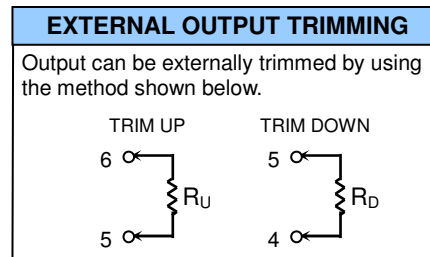 EXTERNAL OUTPUT TRIMMING
Output can be externally trimmed by using
the method shown below.
TRIM UP TRIM DOWN
6 5
RU RD
5 4